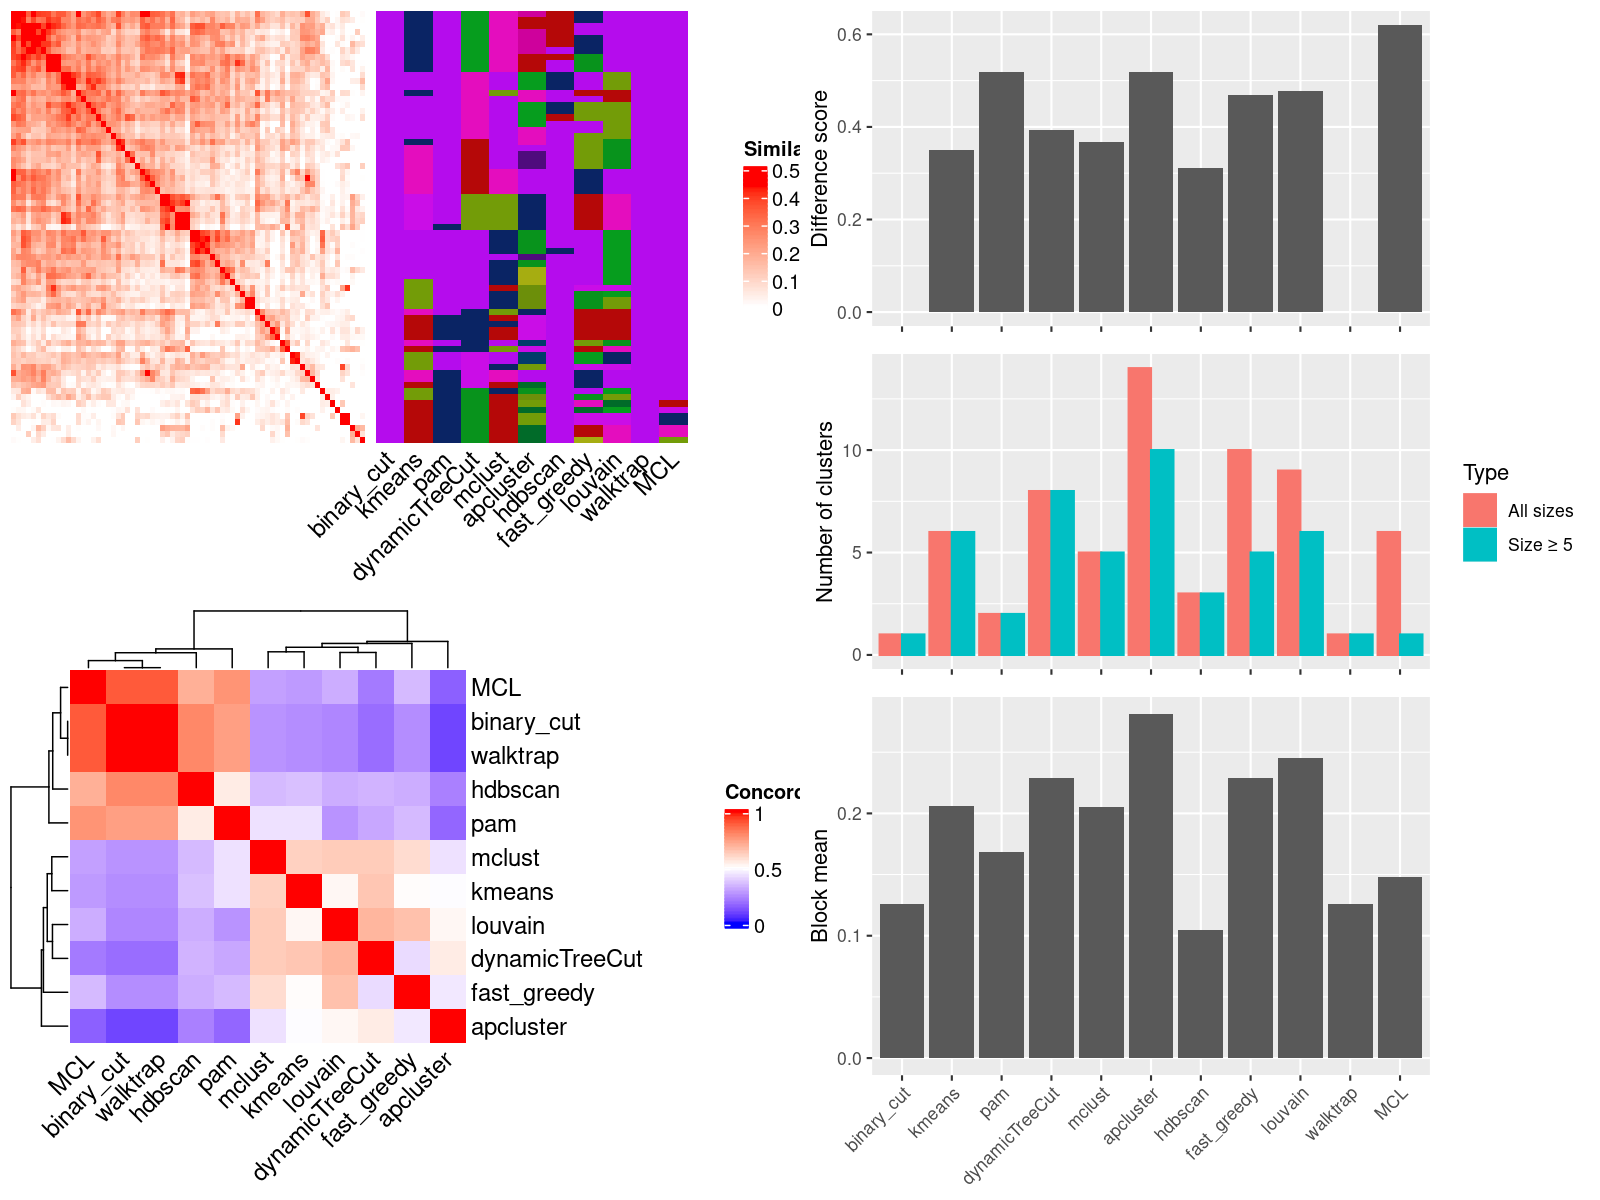 Simila
0.5
0.4
0.3
0.2
0.1
0
binary_cut
kmeans
pam
dynamicTreeCut
mclust
apcluster
hdbscan
fast_greedy
louvain
walktrap
MCL
MCL
binary_cut
walktrap
hdbscan
pam
mclust
kmeans
louvain
dynamicTreeCut
fast_greedy
apcluster
MCL
binary_cut
walktrap
hdbscan
pam
mclust
kmeans
louvain
dynamicTreeCut
fast_greedy
apcluster
Concord
1
0.5
0
Difference score
0.6
0.4
0.2
0.0
Number of clusters
10
5
0
Type
All sizes
Size ≥ 5
Block mean
0.2
0.1
0.0
binary_cut
kmeans
pam
dynamicTreeCut
mclust
apcluster
hdbscan
fast_greedy
louvain
walktrap
MCL